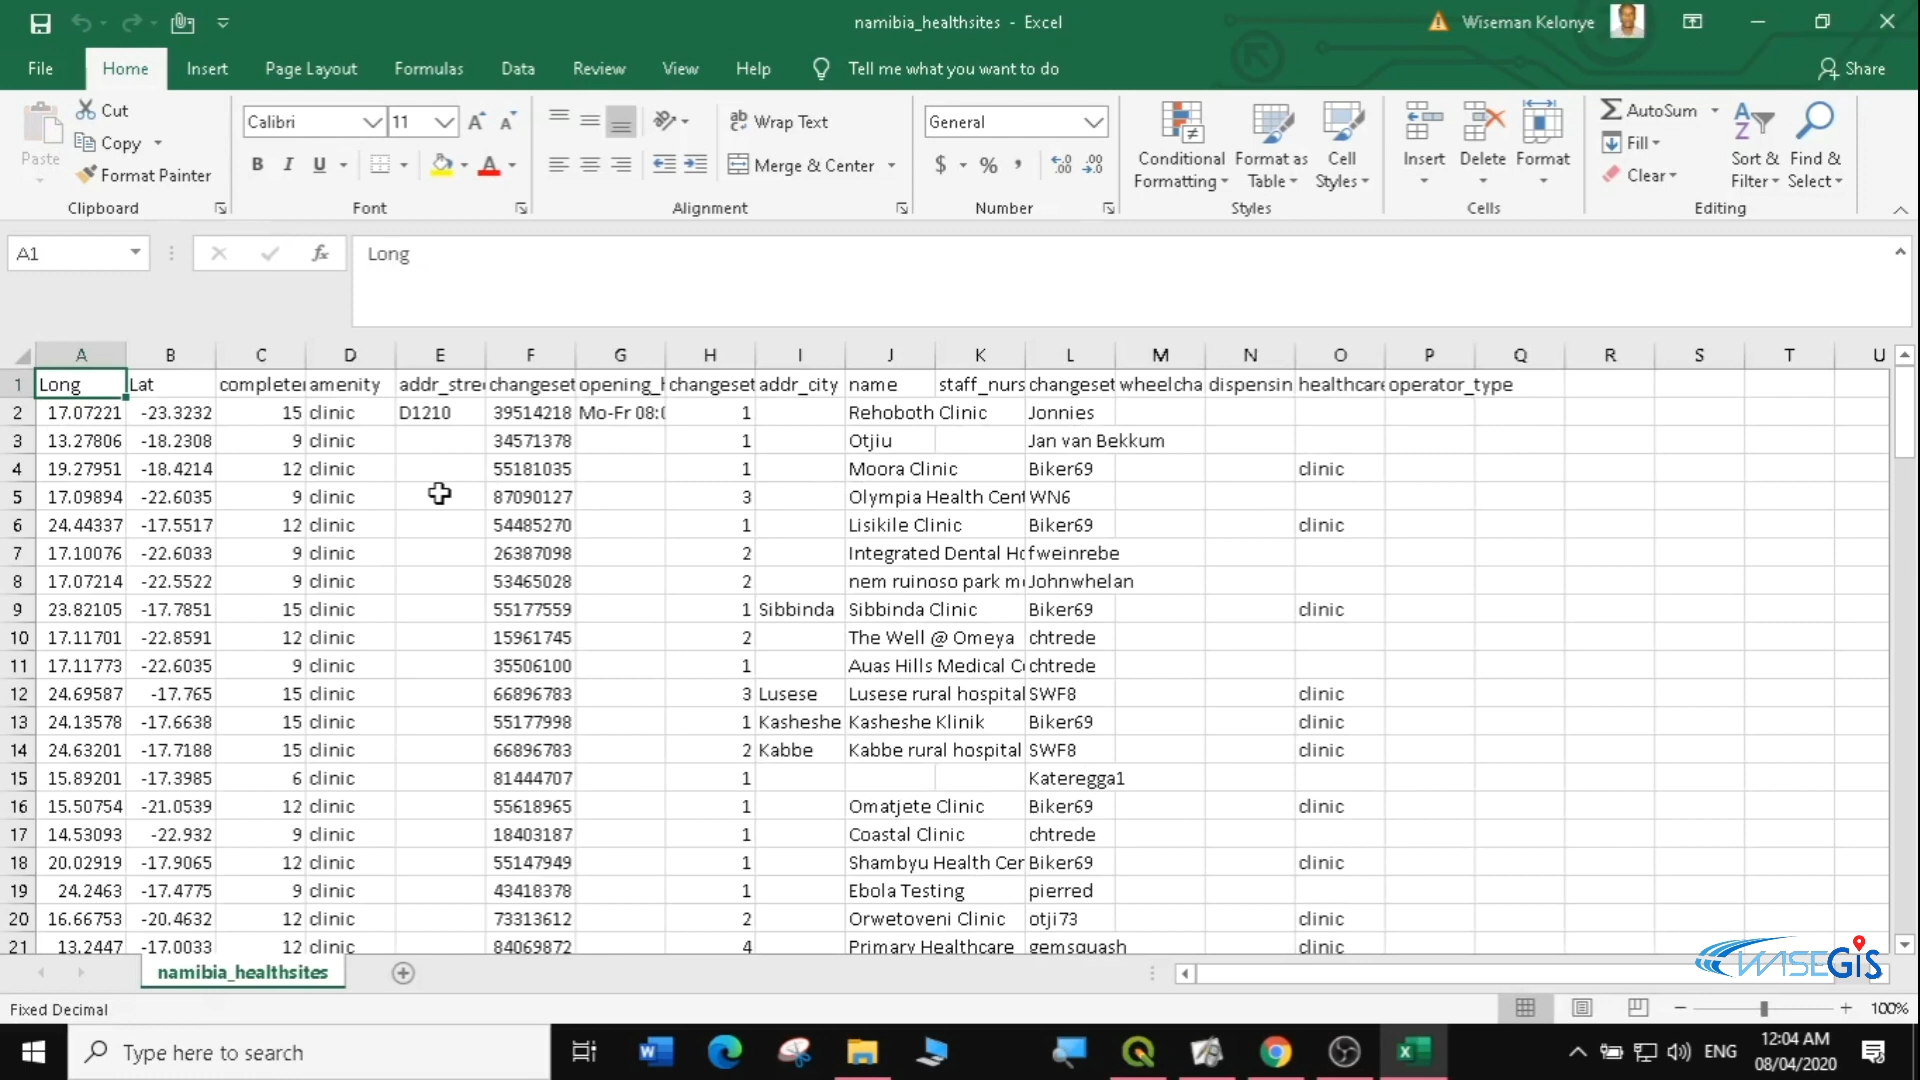 namibia_healthsites - Excel
Wiseman Kelonye
File Home Insert Page Layout Formulas Data Review View Help Tell me what you want to do Share
Paste Cut Copy Format Painter Clipboard
Calibri 11 B I U A Font
Wrap Text Merge & Center Alignment
General $ % , Number
Conditional Formatting Format as Table Cell Styles Styles
Insert Delete Format Cells
AutoSum Fill Clear Sort & Filter Find & Select Editing
A1 fx Long
A B C D E F G H I J K L M N O P Q R S T U
1 Long Lat completer amenity addr_stre changeset opening_h changeset addr_city name staff_nurs changeset wheelcha dispensin healthcare operator_type
2 17.07221 -23.3232 15 clinic D1210 39514218 Mo-Fr 08:0 1 Rehoboth Clinic Jonnies
3 13.27806 -18.2308 9 clinic 34571378 1 Otjiu Jan van Bekkum
4 19.27951 -18.4214 12 clinic 55181035 1 Moora Clinic Biker69 clinic
5 17.09894 -22.6035 9 clinic 87090127 3 Olympia Health Cent WN6
6 24.44337 -17.5517 12 clinic 54485270 1 Lisikile Clinic Biker69 clinic
7 17.10076 -22.6033 9 clinic 26387098 2 Integrated Dental Ho fweinrebe
8 17.07214 -22.5522 9 clinic 53465028 2 nem ruinoso park m Johnwhelan
9 23.82105 -17.7851 15 clinic 55177559 1 Sibbinda Sibbinda Clinic Biker69 clinic
10 17.11701 -22.8591 12 clinic 15961745 2 The Well @ Omeya chtrede
11 17.11773 -22.6035 9 clinic 35506100 1 Auas Hills Medical C chtrede
12 24.69587 -17.765 15 clinic 66896783 3 Lusese Lusese rural hospital SWF8 clinic
13 24.13578 -17.6638 15 clinic 55177998 1 Kasheshe Kasheshe Klinik Biker69 clinic
14 24.63201 -17.7188 15 clinic 66896783 2 Kabbe Kabbe rural hospital SWF8 clinic
15 15.89201 -17.3985 6 clinic 81444707 1 Kateregga1
16 15.50754 -21.0539 12 clinic 55618965 1 Omatjete Clinic Biker69 clinic
17 14.53093 -22.932 9 clinic 18403187 1 Coastal Clinic chtrede
18 20.02919 -17.9065 12 clinic 55147949 1 Shambyu Health Cer Biker69 clinic
19 24.2463 -17.4775 9 clinic 43418378 1 Ebola Testing pierred
20 16.66753 -20.4632 12 clinic 73313612 2 Orwetoveni Clinic otji73 clinic
21 13.2447 -17.0033 12 clinic 84069872 4 Primary Healthcare gemsquash clinic
namibia_healthsites
WISEGIS
Fixed Decimal 100%
Type here to search ENG 12:04 AM
08/04/2020